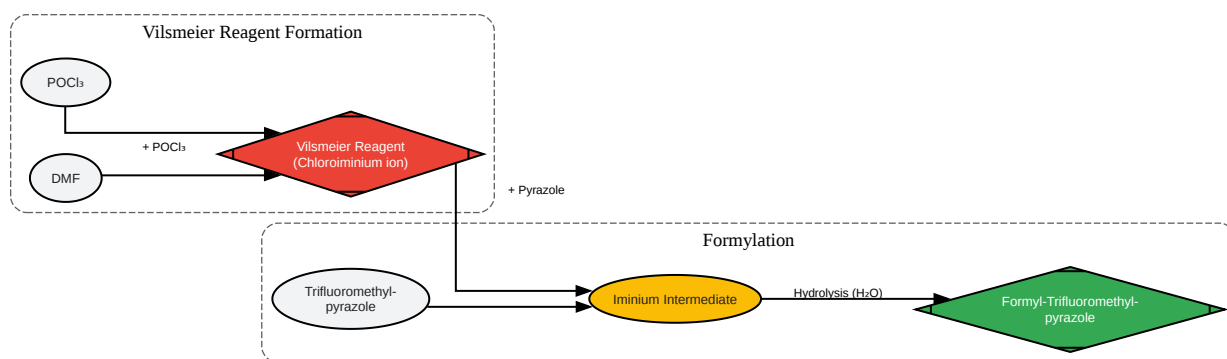 Vilsmeier Reagent Formation
POCl₃
+ POCl₃
Vilsmeier Reagent
(Chloroiminium ion)
DMF
+ Pyrazole
Formylation
Trifluoromethyl-
pyrazole
Iminium Intermediate
Hydrolysis (H₂O)
Formyl-Trifluoromethyl-
pyrazole